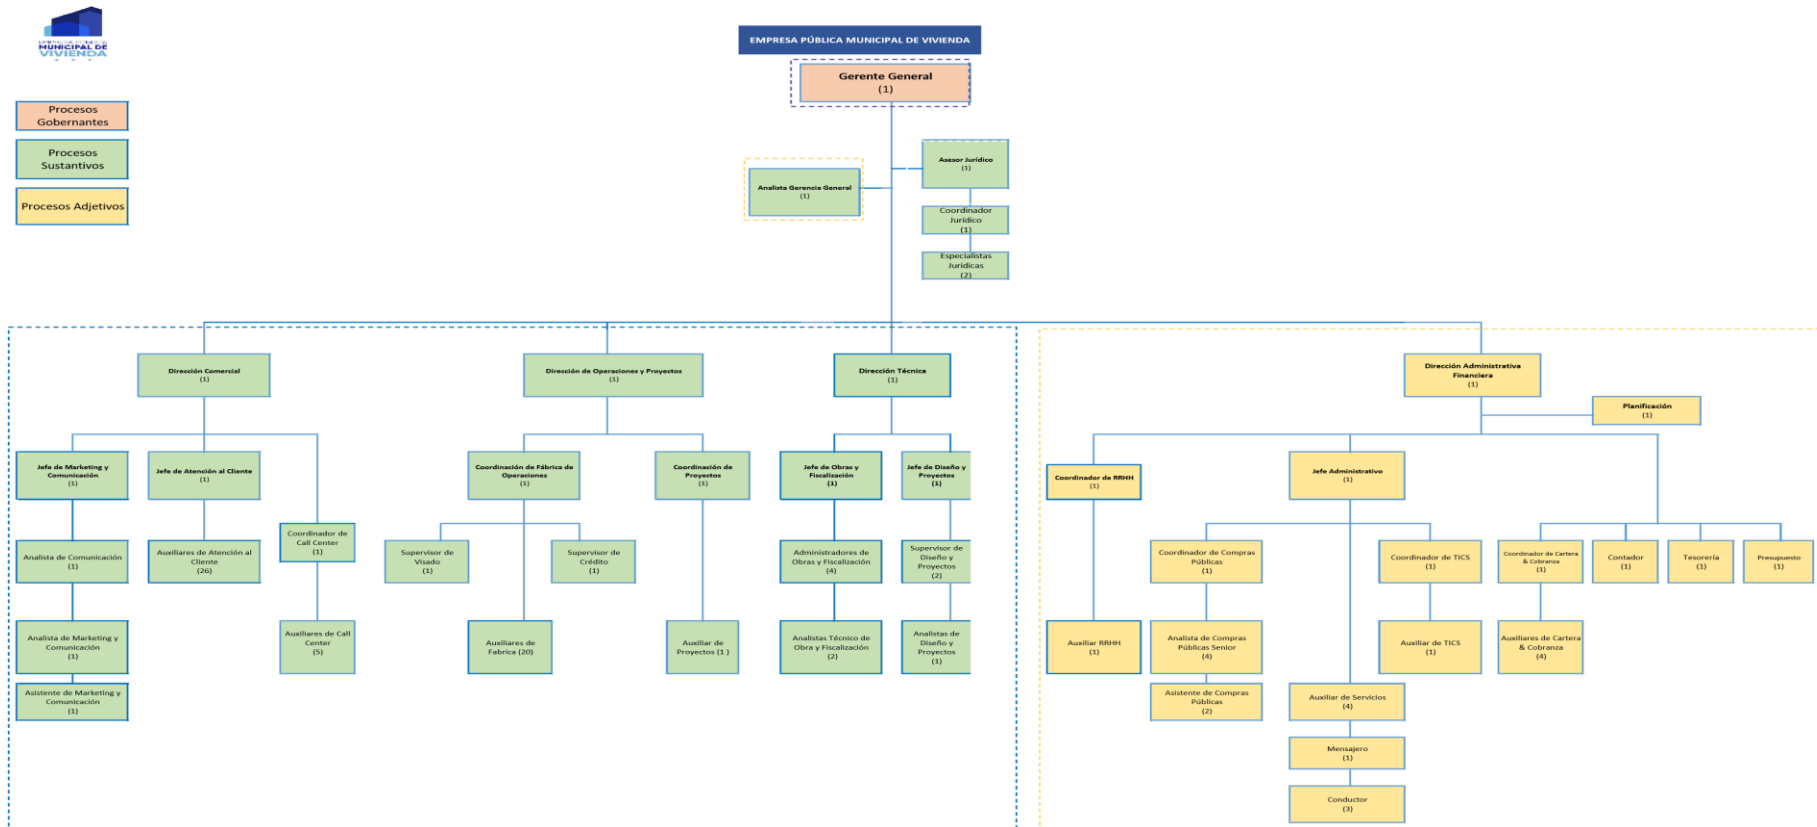 EMPRESA PÚBLICA
MUNICIPAL DE
VIVIENDA
EMPRESA PÚBLICA MUNICIPAL DE VIVIENDA
Gerente General
(1)
Procesos
Gobernantes
Procesos
Sustantivos
Procesos Adjetivos
Asesor Jurídico
(1)
Analista Gerencia General
(1)
Coordinador
Jurídico
(1)
Especialistas
Juridicas
(2)
Dirección Comercial
(1)
Dirección de Operaciones y Proyectos
(1)
Dirección Técnica
(1)
Dirección Administrativa
Financiera
(1)
Planificación
(1)
Jefe de Marketing y
Comunicación
(1)
Jefe de Atención al Cliente
(1)
Coordinación de Fábrica de
Operaciones
(1)
Coordinación de
Proyectos
(1)
Jefe de Obras y
Fiscalización
(1)
Jefe de Diseño y
Proyectos
(1)
Coordinador de RRHH
(1)
Jefe Administrativo
(1)
Analista de Comunicación
(1)
Auxiliares de Atención al
Cliente
(26)
Coordinador de
Call Center
(1)
Supervisor de
Visado
(1)
Supervisor de
Crédito
(1)
Administradores de
Obras y Fiscalización
(4)
Supervisor de
Diseño y
Proyectos
(2)
Coordinador de Compras
Públicas
(1)
Coordinador de TICS
(1)
Coordinador de Cartera
& Cobranza
(1)
Contador
(1)
Tesorería
(1)
Presupuesto
(1)
Analista de Marketing y
Comunicación
(1)
Auxiliares de Call
Center
(5)
Auxiliares de
Fabrica (20)
Auxiliar de
Proyectos (1 )
Analistas Técnico de
Obra y Fiscalización
(2)
Analistas de
Diseño y
Proyectos
(1)
Auxiliar RRHH
(1)
Analista de Compras
Públicas Senior
(4)
Auxiliar de TICS
(1)
Auxiliares de Cartera
& Cobranza
(4)
Asistente de Marketing y
Comunicación
(1)
Asistente de Compras
Públicas
(2)
Auxiliar de Servicios
(4)
Mensajero
(1)
Conductor
(3)